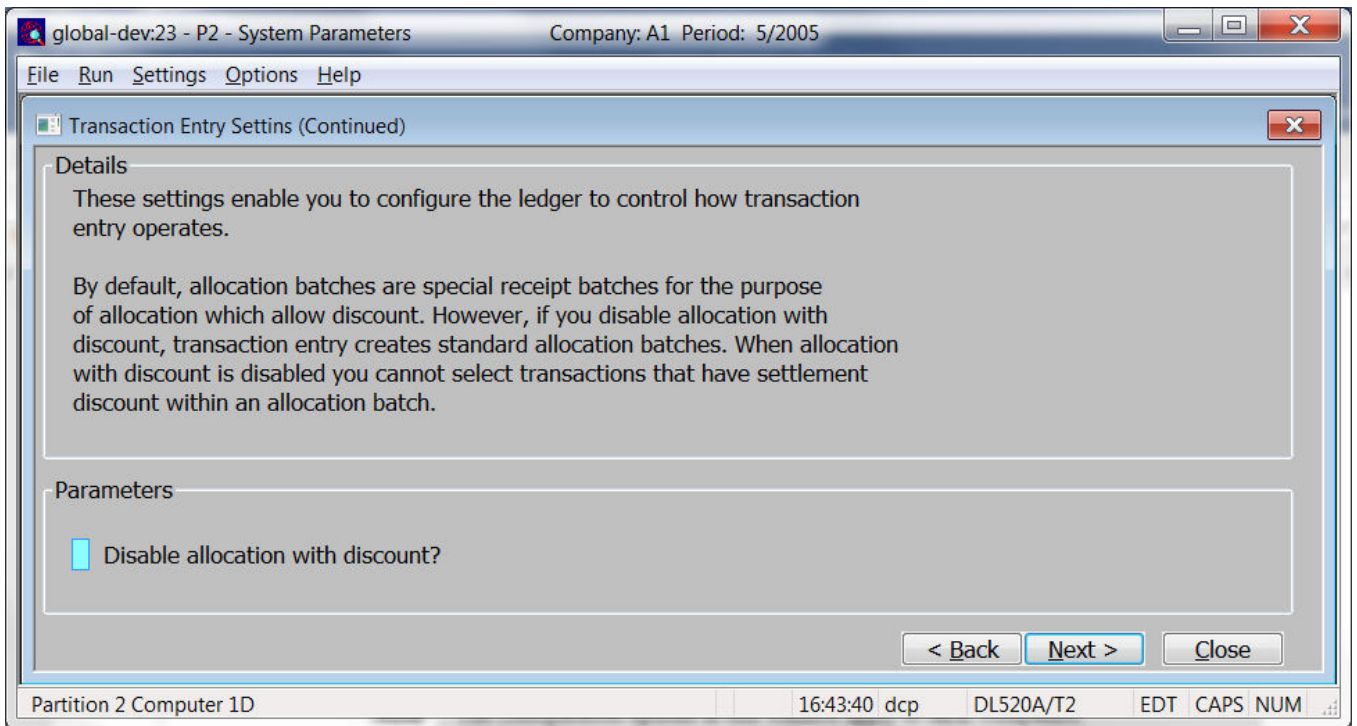 global-dev:23 - P2 - System Parameters Company: A1 Period: 5/2005
File Run Settings Options Help
Transaction Entry Settins (Continued)
Details
These settings enable you to configure the ledger to control how transaction
entry operates.
By default, allocation batches are special receipt batches for the purpose
of allocation which allow discount. However, if you disable allocation with
discount, transaction entry creates standard allocation batches. When allocation
with discount is disabled you cannot select transactions that have settlement
discount within an allocation batch.
Parameters
Disable allocation with discount?
< Back Next > Close
Partition 2 Computer 1D 16:43:40 dcp DL520A/T2 EDT CAPS NUM